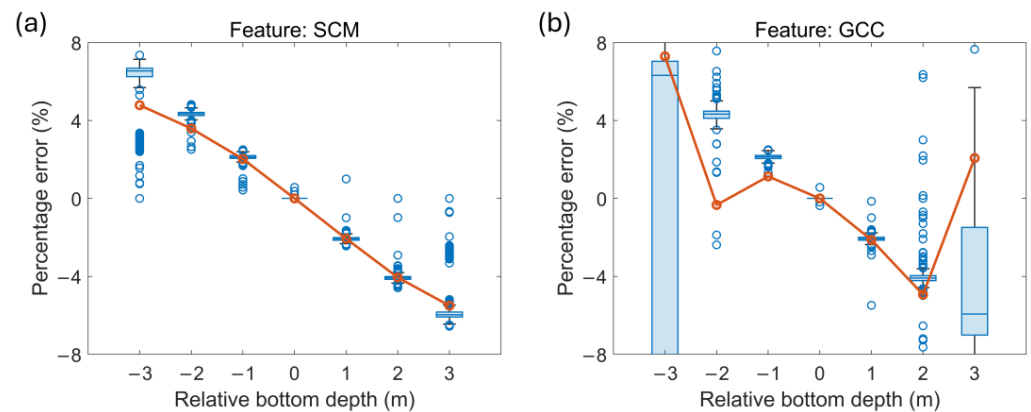 (a)
Feature: SCM
8
4
0
−4
−8
Percentage error (%)
−3 −2 −1 0 1 2 3
Relative bottom depth (m)
(b)
Feature: GCC
8
4
0
−4
−8
Percentage error (%)
−3 −2 −1 0 1 2 3
Relative bottom depth (m)